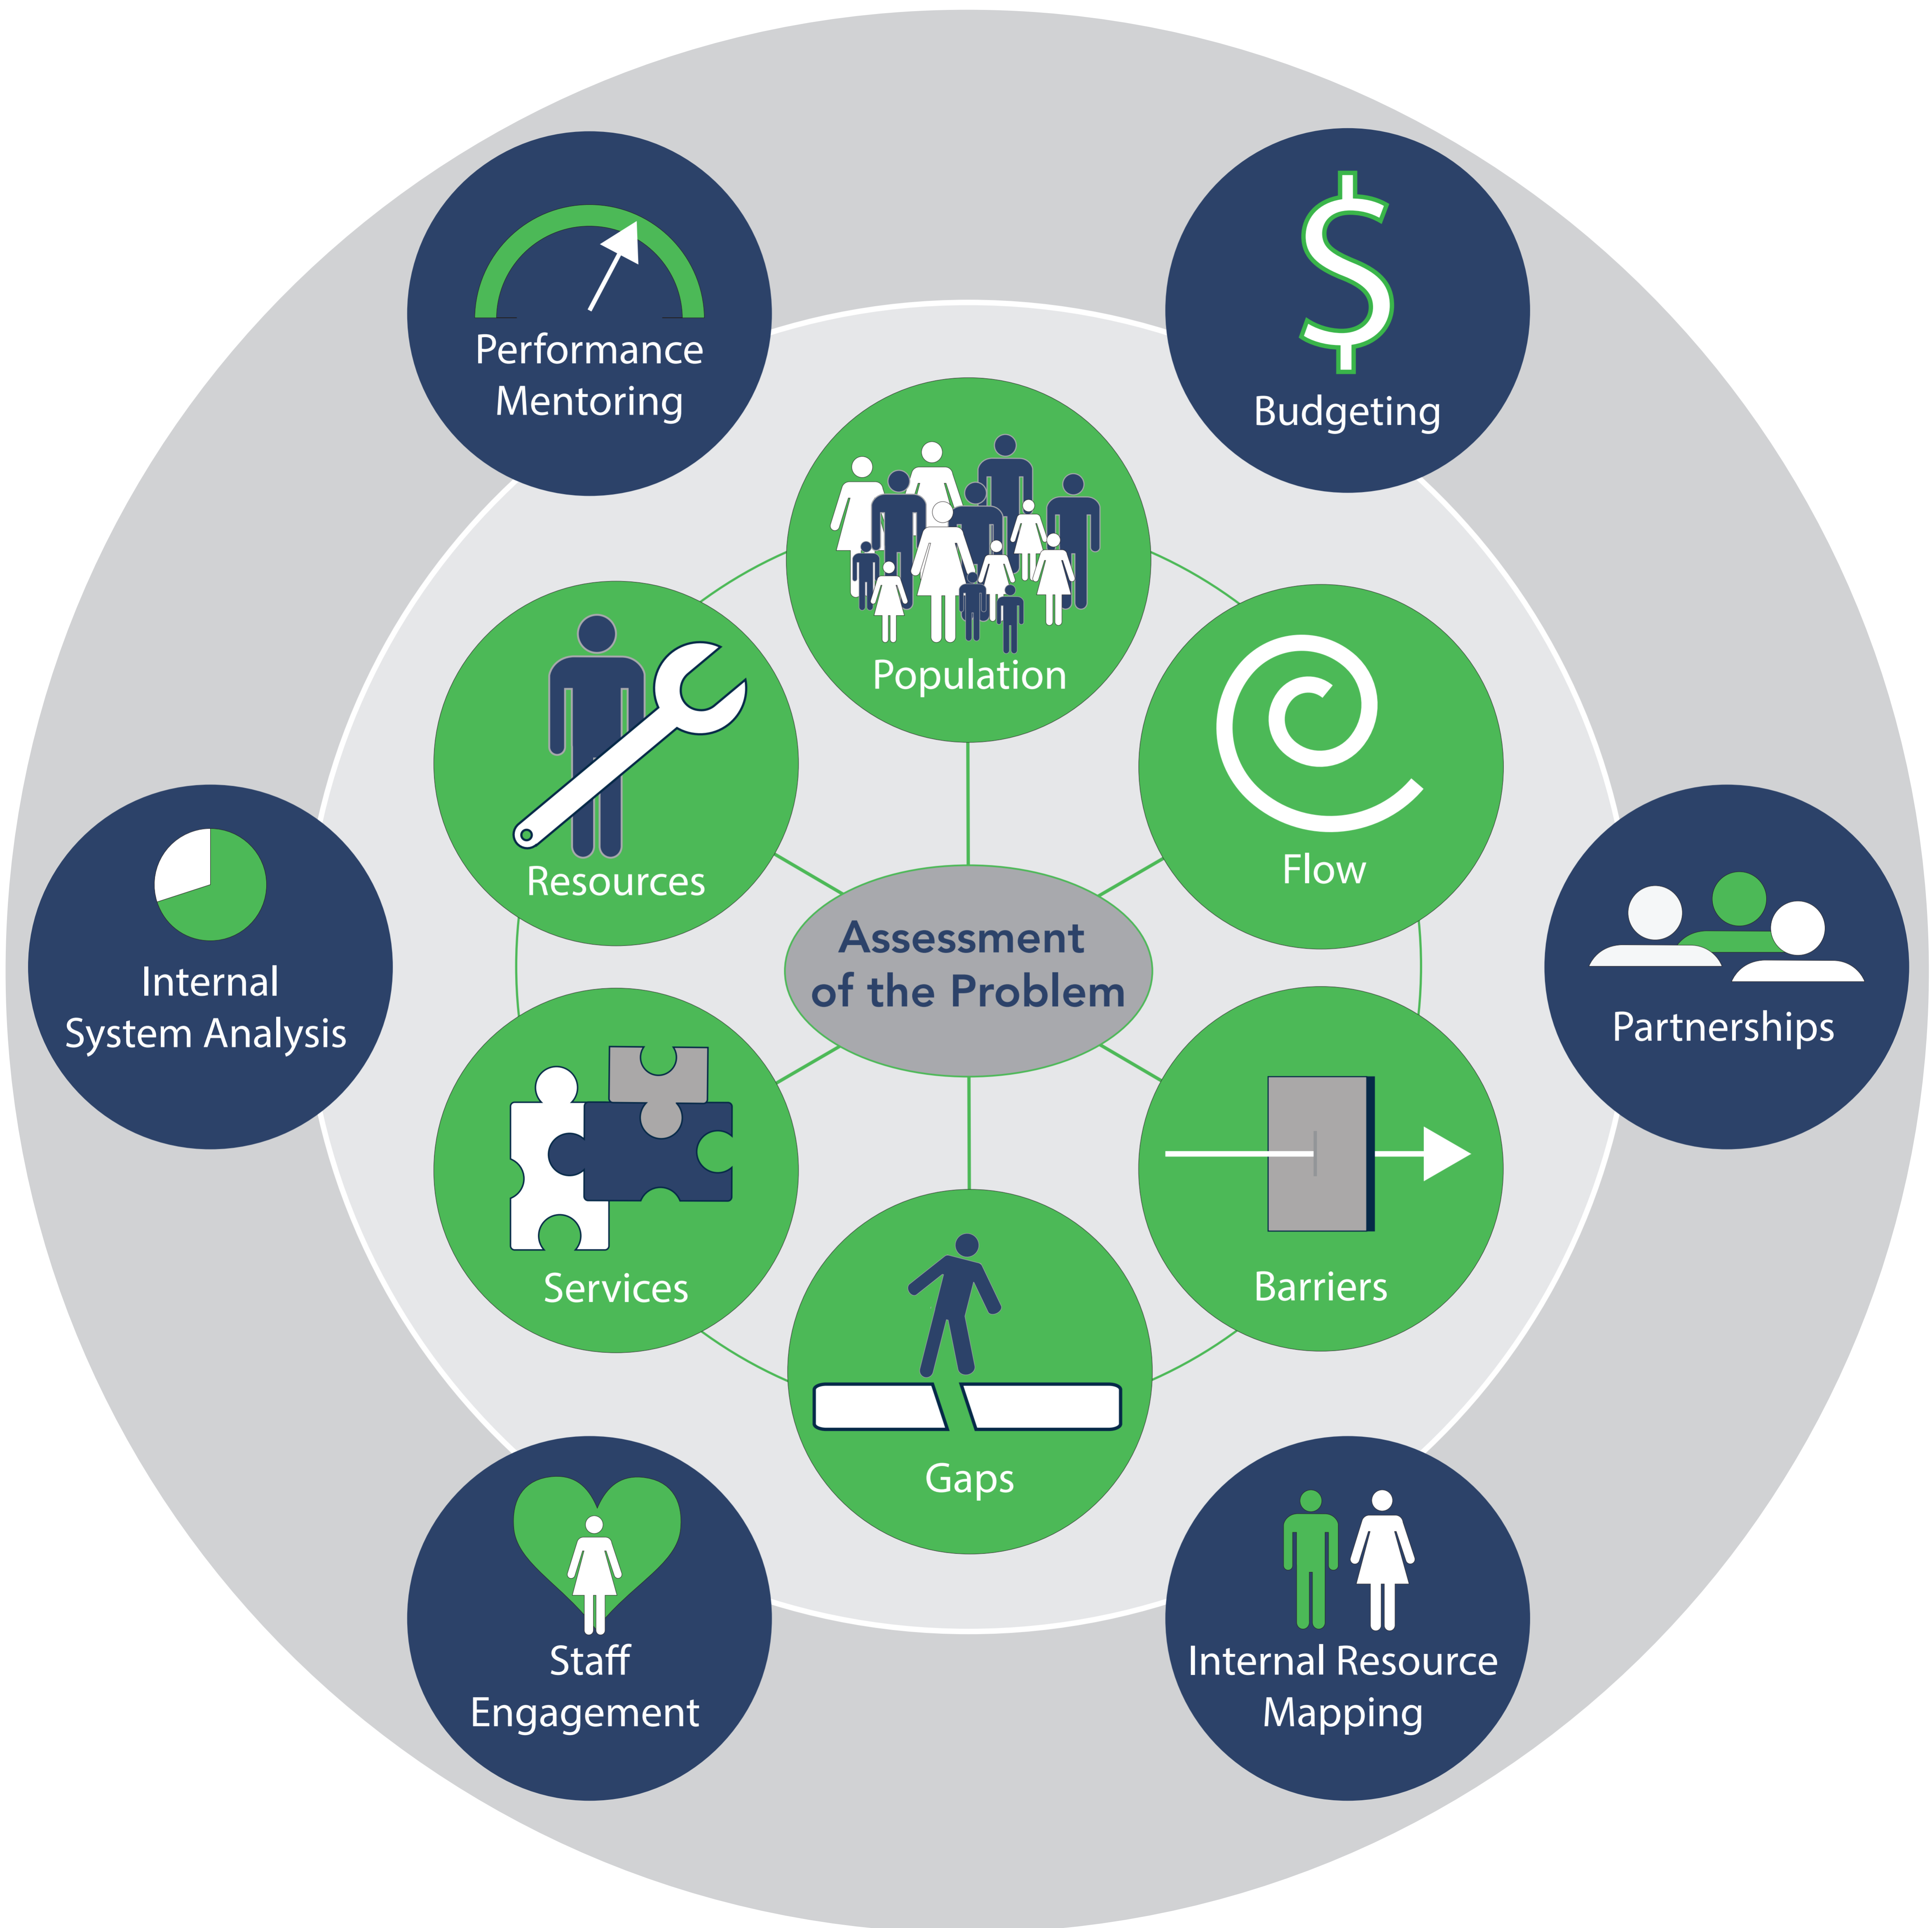 Performance
Mentoring
$
Budgeting
Population
Resources
Flow
Assessment
of the Problem
Internal
System Analysis
Partnerships
Services
Barriers
Gaps
Staff
Engagement
Internal Resource
Mapping